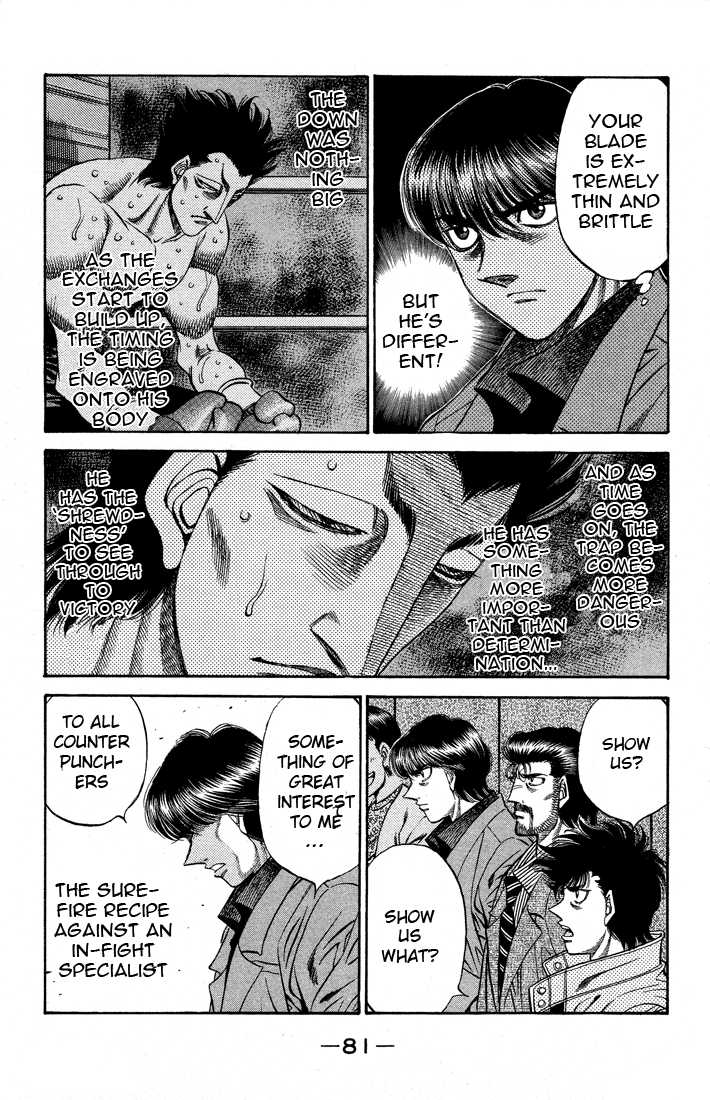 YOUR
BLADE
IS EX-
TREMELY
THIN AND
BRITTLE
BUT
HE'S
DIFFER-
ENT!
THE
DOWN
WAS
NOTH-
ING
BIG
AS THE
EXCHANGES
START TO
BUILD UP,
THE TIMING
IS BEING
ENGRAVED
ONTO HIS
BODY
AND AS
TIME
GOES
ON, THE
TRAP BE-
COMES
MORE
DANGER-
OUS
HE HAS
SOME-
THING
MORE
IMPOR-
TANT THAN
DETERMI-
NATION...
HE
HAS THE
'SHREWD-
NESS'
TO SEE
THROUGH
TO
VICTORY
SHOW
US?
SHOW
US
WHAT?
SOME-
THING OF
GREAT
INTEREST
TO ME
...
TO ALL
COUNTER
PUNCH-
ERS
THE SURE-
FIRE RECIPE
AGAINST AN
IN-FIGHT
SPECIALIST
—81—